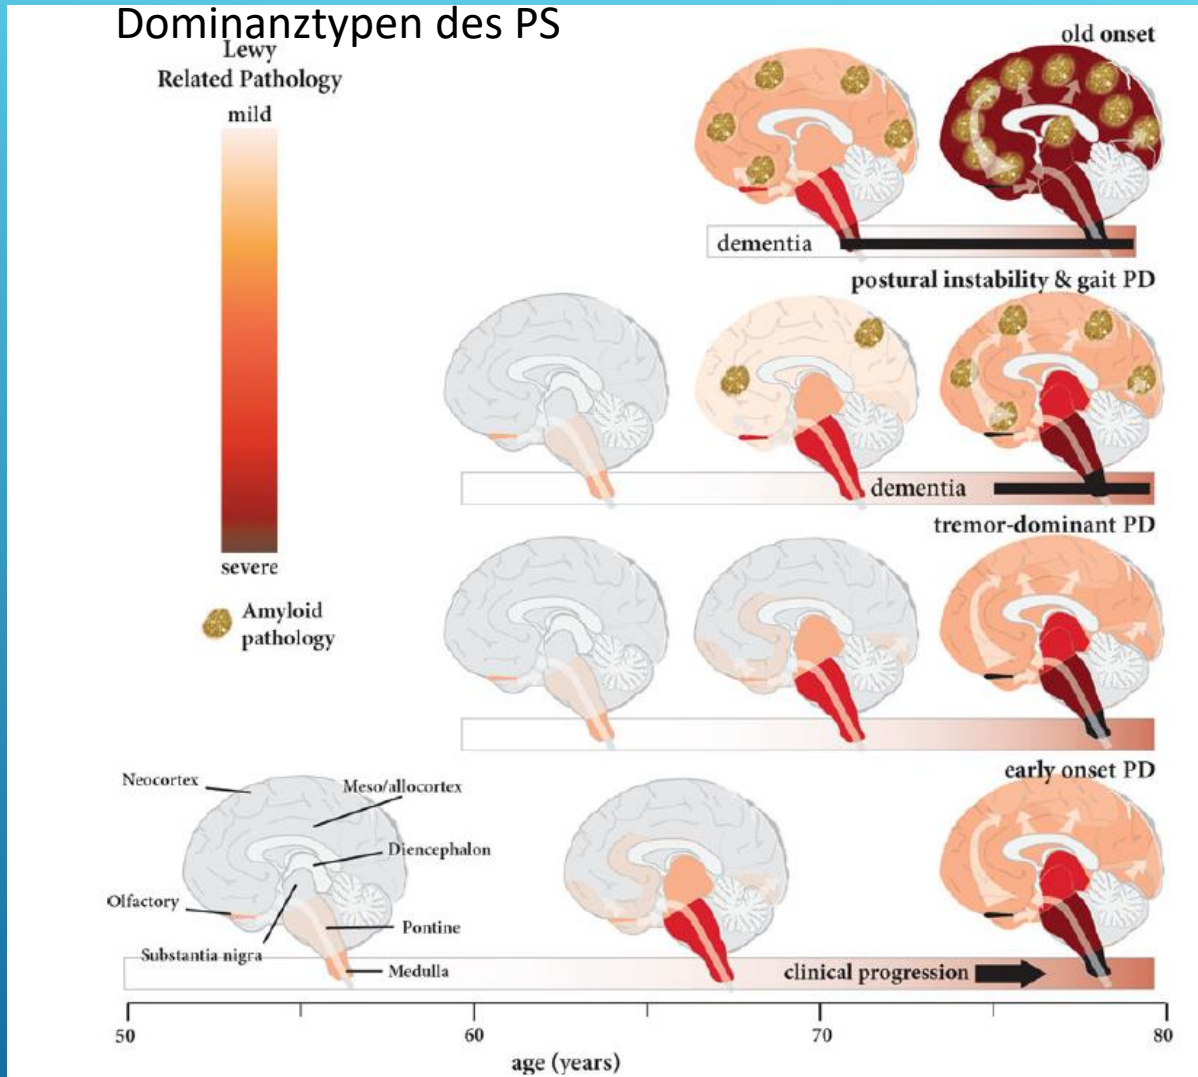 Dominanztypen des PS
Lewy
Related Pathology
mild
severe
Amyloid
pathology
old onset
dementia
postural instability & gait PD
dementia
tremor-dominant PD
early onset PD
Neocortex
Meso/allocortex
Diencephalon
Olfactory
Pontine
Substantia nigra
Medulla
clinical progression
50
60
70
80
age (years)